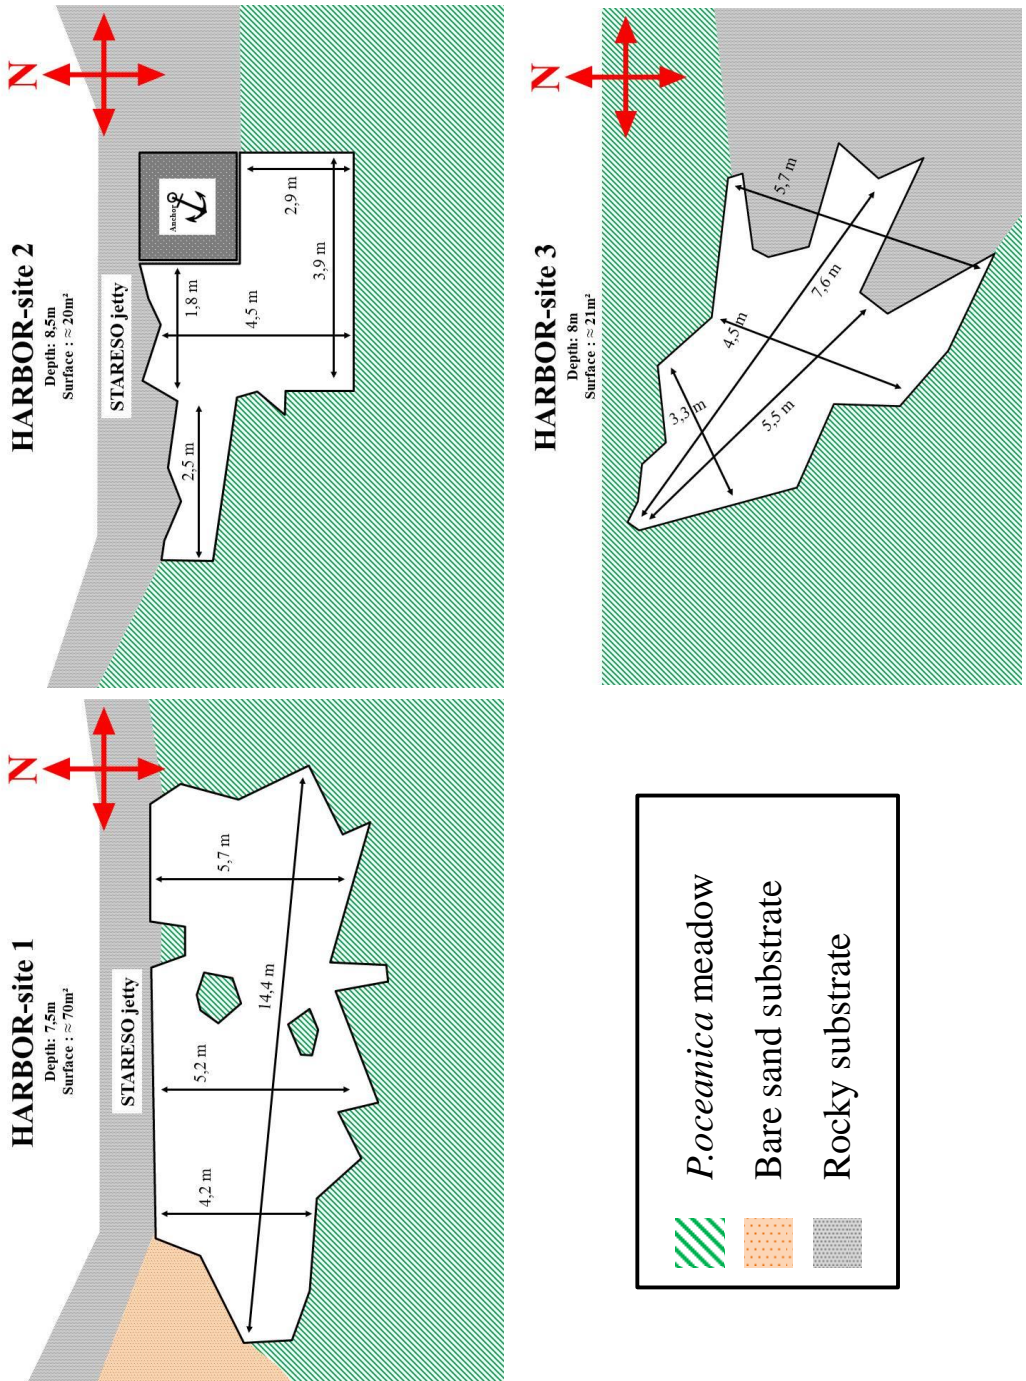 HARBOR-site 1
Depth: 7,5m
Surface : ≈ 70m²
N
STARESO jetty
4,2 m
5,2 m
5,7 m
14,4 m
HARBOR-site 2
Depth: 8,5m
Surface : ≈ 20m²
N
STARESO jetty
Anchor
1,8 m
2,5 m
4,5 m
2,9 m
3,9 m
HARBOR-site 3
Depth: 8m
Surface : ≈ 21m²
N
3,3 m
4,5 m
5,7 m
7,6 m
5,5 m
P.oceanica meadow
Bare sand substrate
Rocky substrate